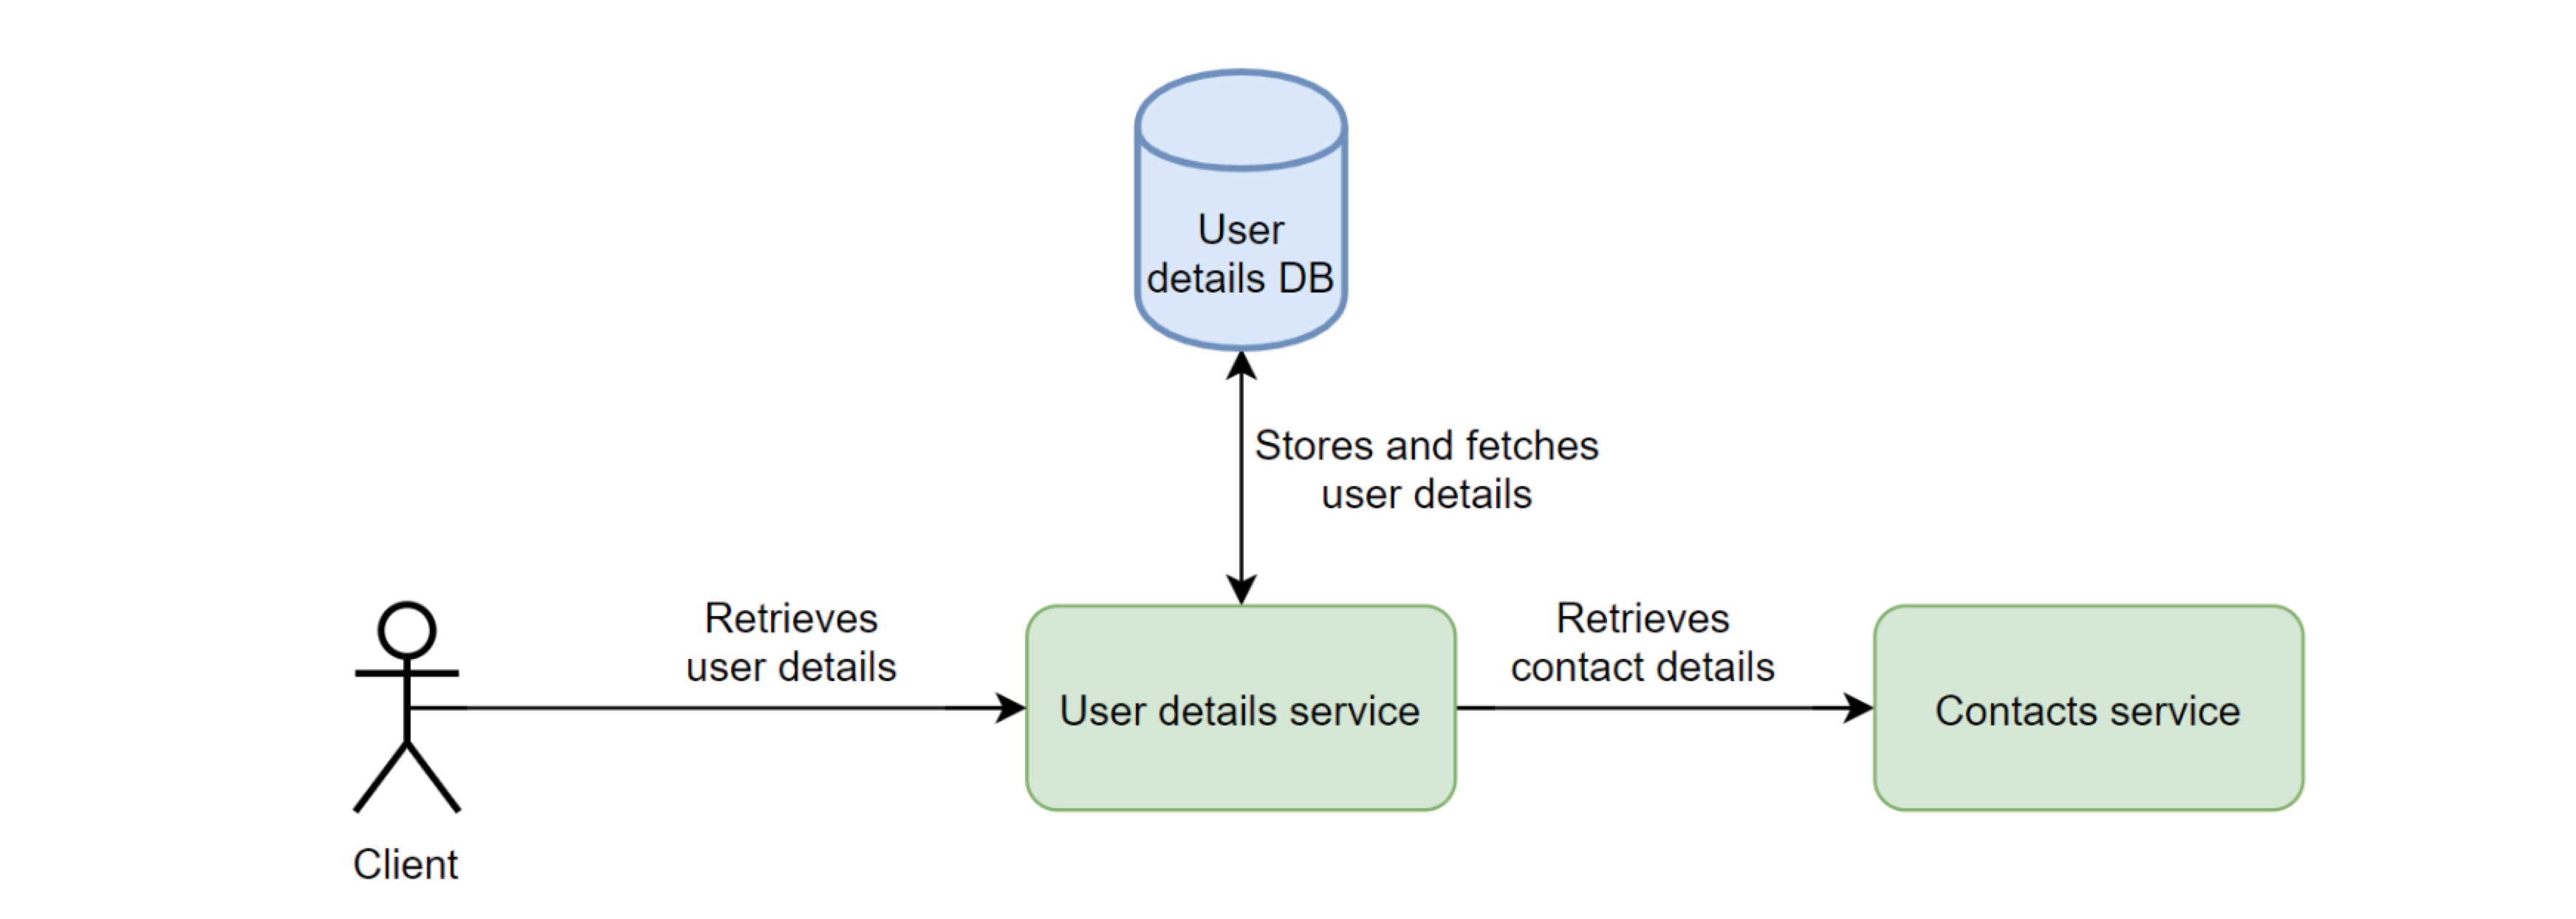 User
details DB
Stores and fetches
user details
Retrieves
user details
Retrieves
contact details
User details service
Contacts service
Client